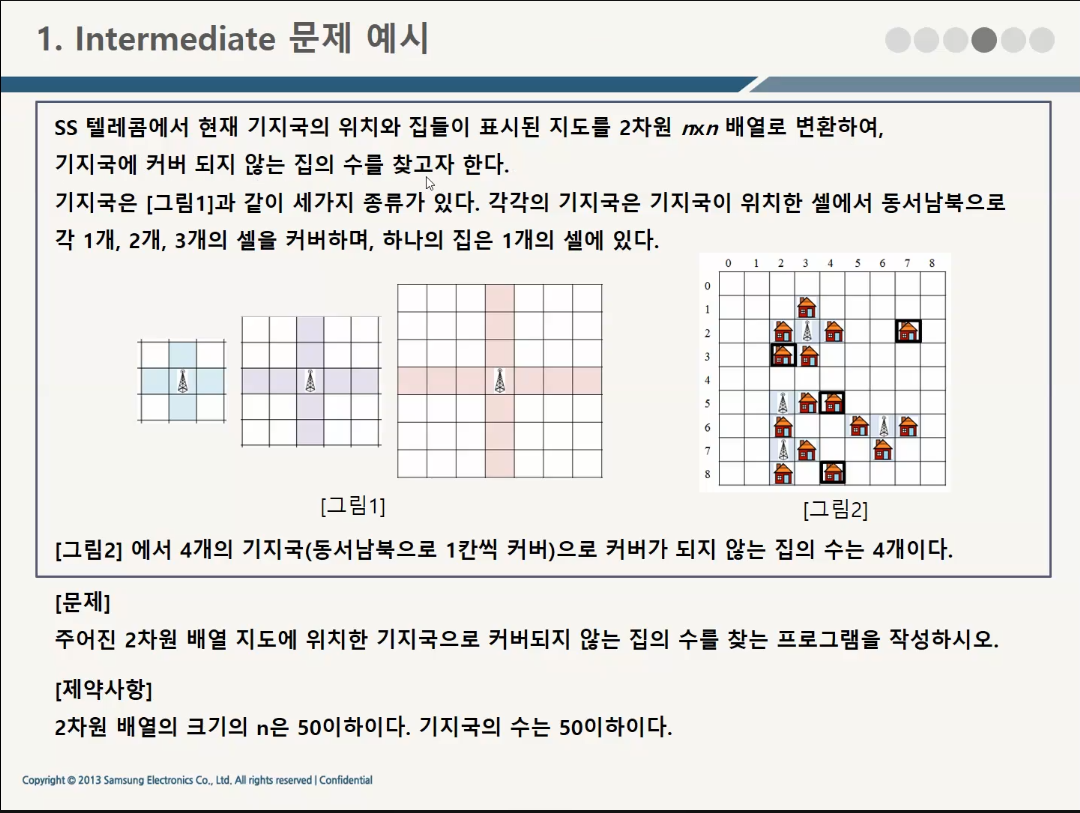 1. Intermediate 문제 예시
SS 텔레콤에서 현재 기지국의 위치와 집들이 표시된 지도를 2차원 nxn 배열로 변환하여,
기지국에 커버 되지 않는 집의 수를 찾고자 한다.
기지국은 [그림1]과 같이 세가지 종류가 있다. 각각의 기지국은 기지국이 위치한 셀에서 동서남북으로
각 1개, 2개, 3개의 셀을 커버하며, 하나의 집은 1개의 셀에 있다.
0 1 2 3 4 5 6 7 8
0
1
2
3
4
5
6
7
8
[그림1]
[그림2]
[그림2] 에서 4개의 기지국(동서남북으로 1칸씩 커버)으로 커버가 되지 않는 집의 수는 4개이다.
[문제]
주어진 2차원 배열 지도에 위치한 기지국으로 커버되지 않는 집의 수를 찾는 프로그램을 작성하시오.
[제약사항]
2차원 배열의 크기의 n은 50이하이다. 기지국의 수는 50이하이다.
Copyright © 2013 Samsung Electronics Co., Ltd. All rights reserved | Confidential